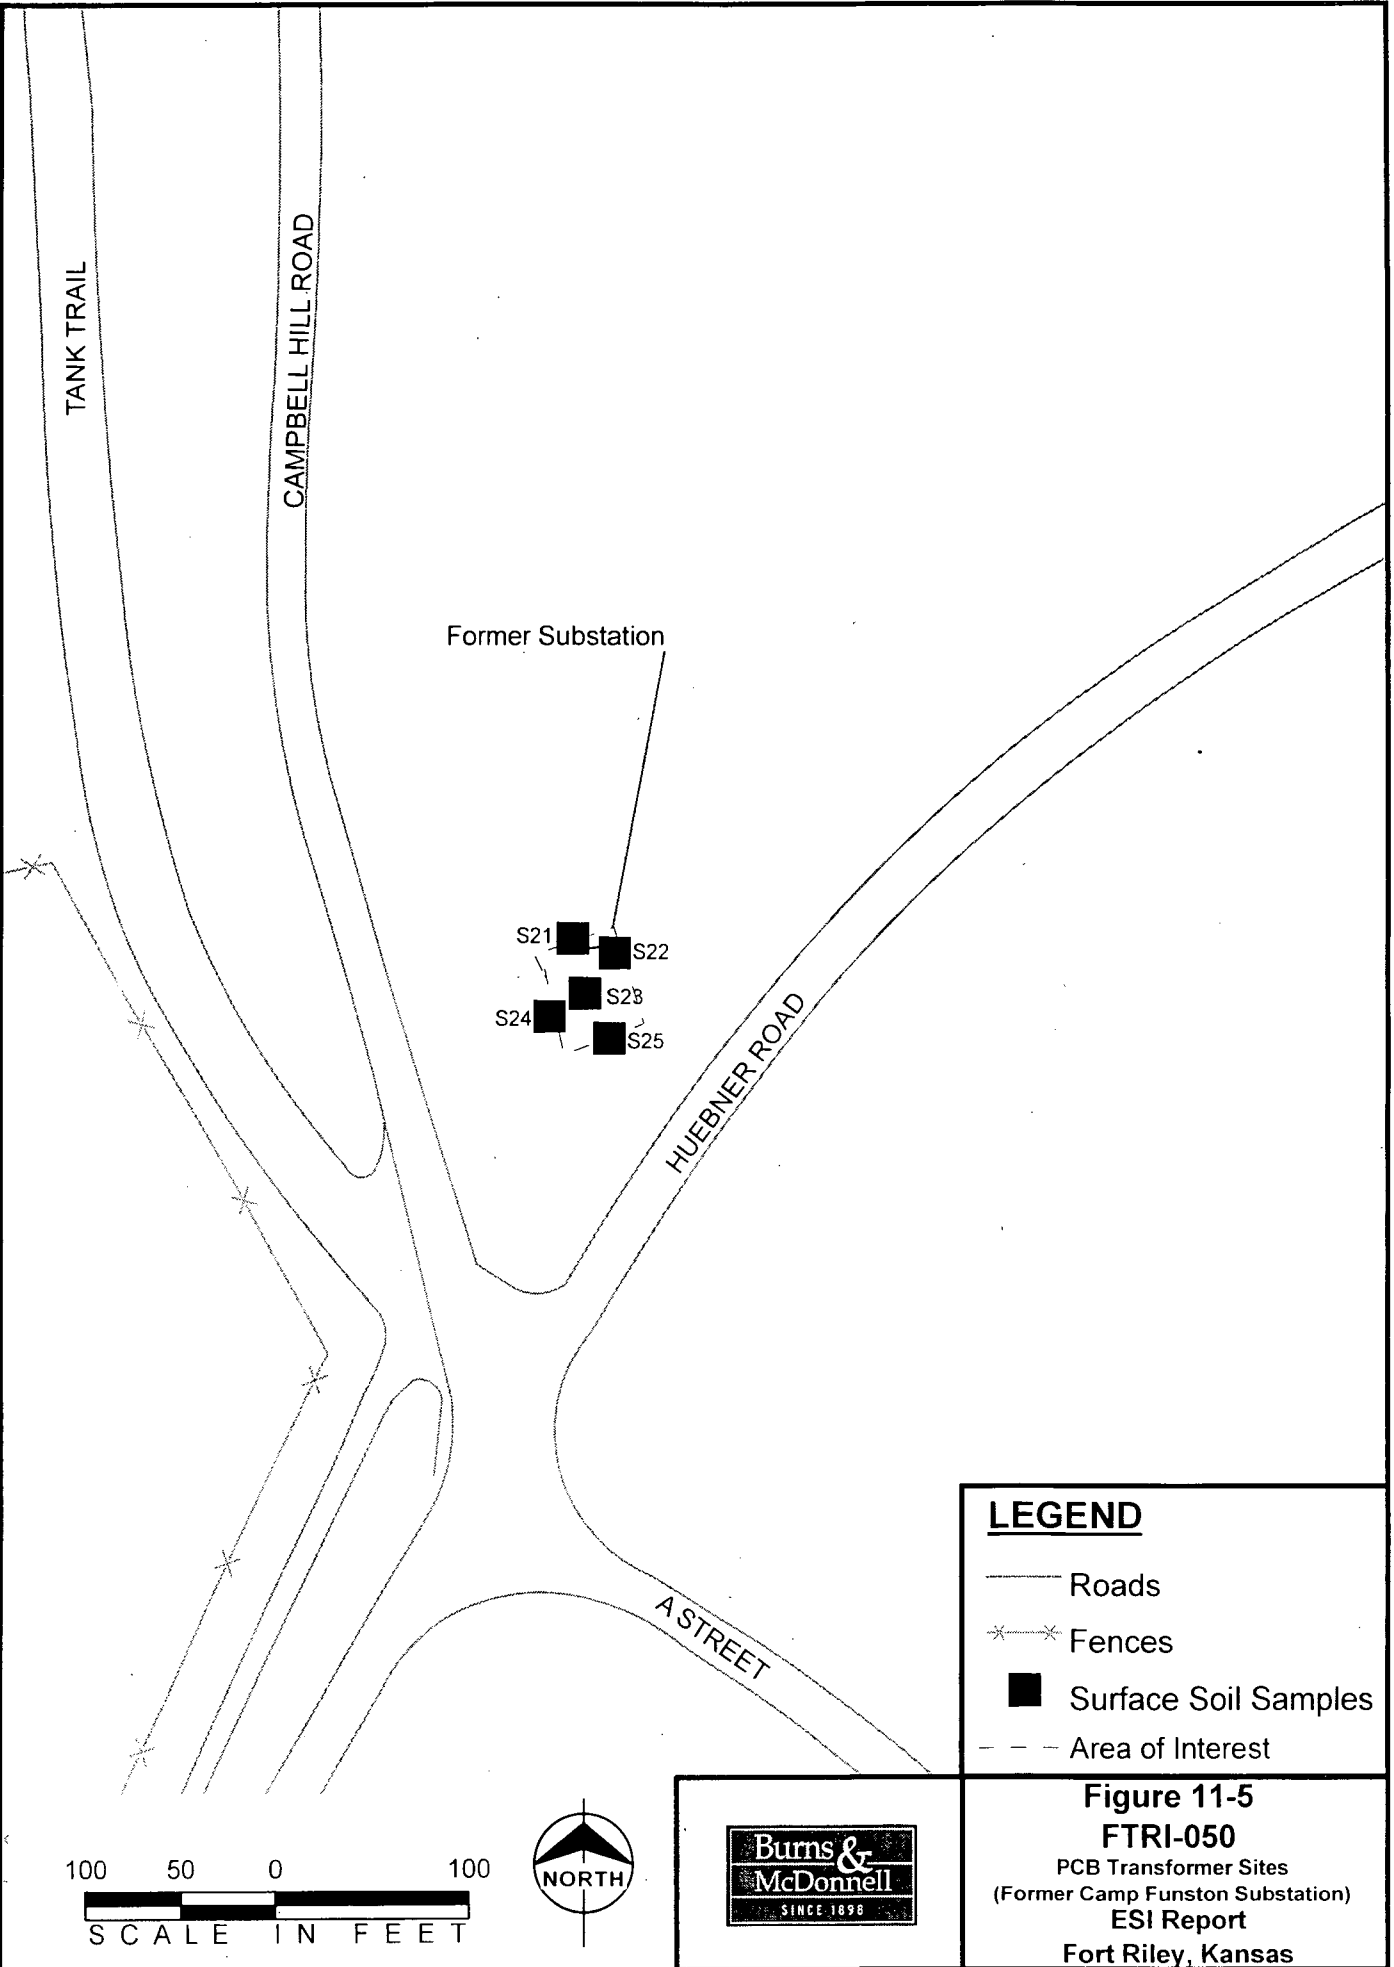 TANK TRAIL
CAMPBELL HILL ROAD
Former Substation
S21
S22
S23
S24
S25
HUEBNER ROAD
A STREET
LEGEND
Roads
Fences
Surface Soil Samples
Area of Interest
100 50 0 100
SCALE IN FEET
NORTH
Burns &
McDonnell
SINCE 1898
Figure 11-5
FTRI-050
PCB Transformer Sites
(Former Camp Funston Substation)
ESI Report
Fort Riley, Kansas